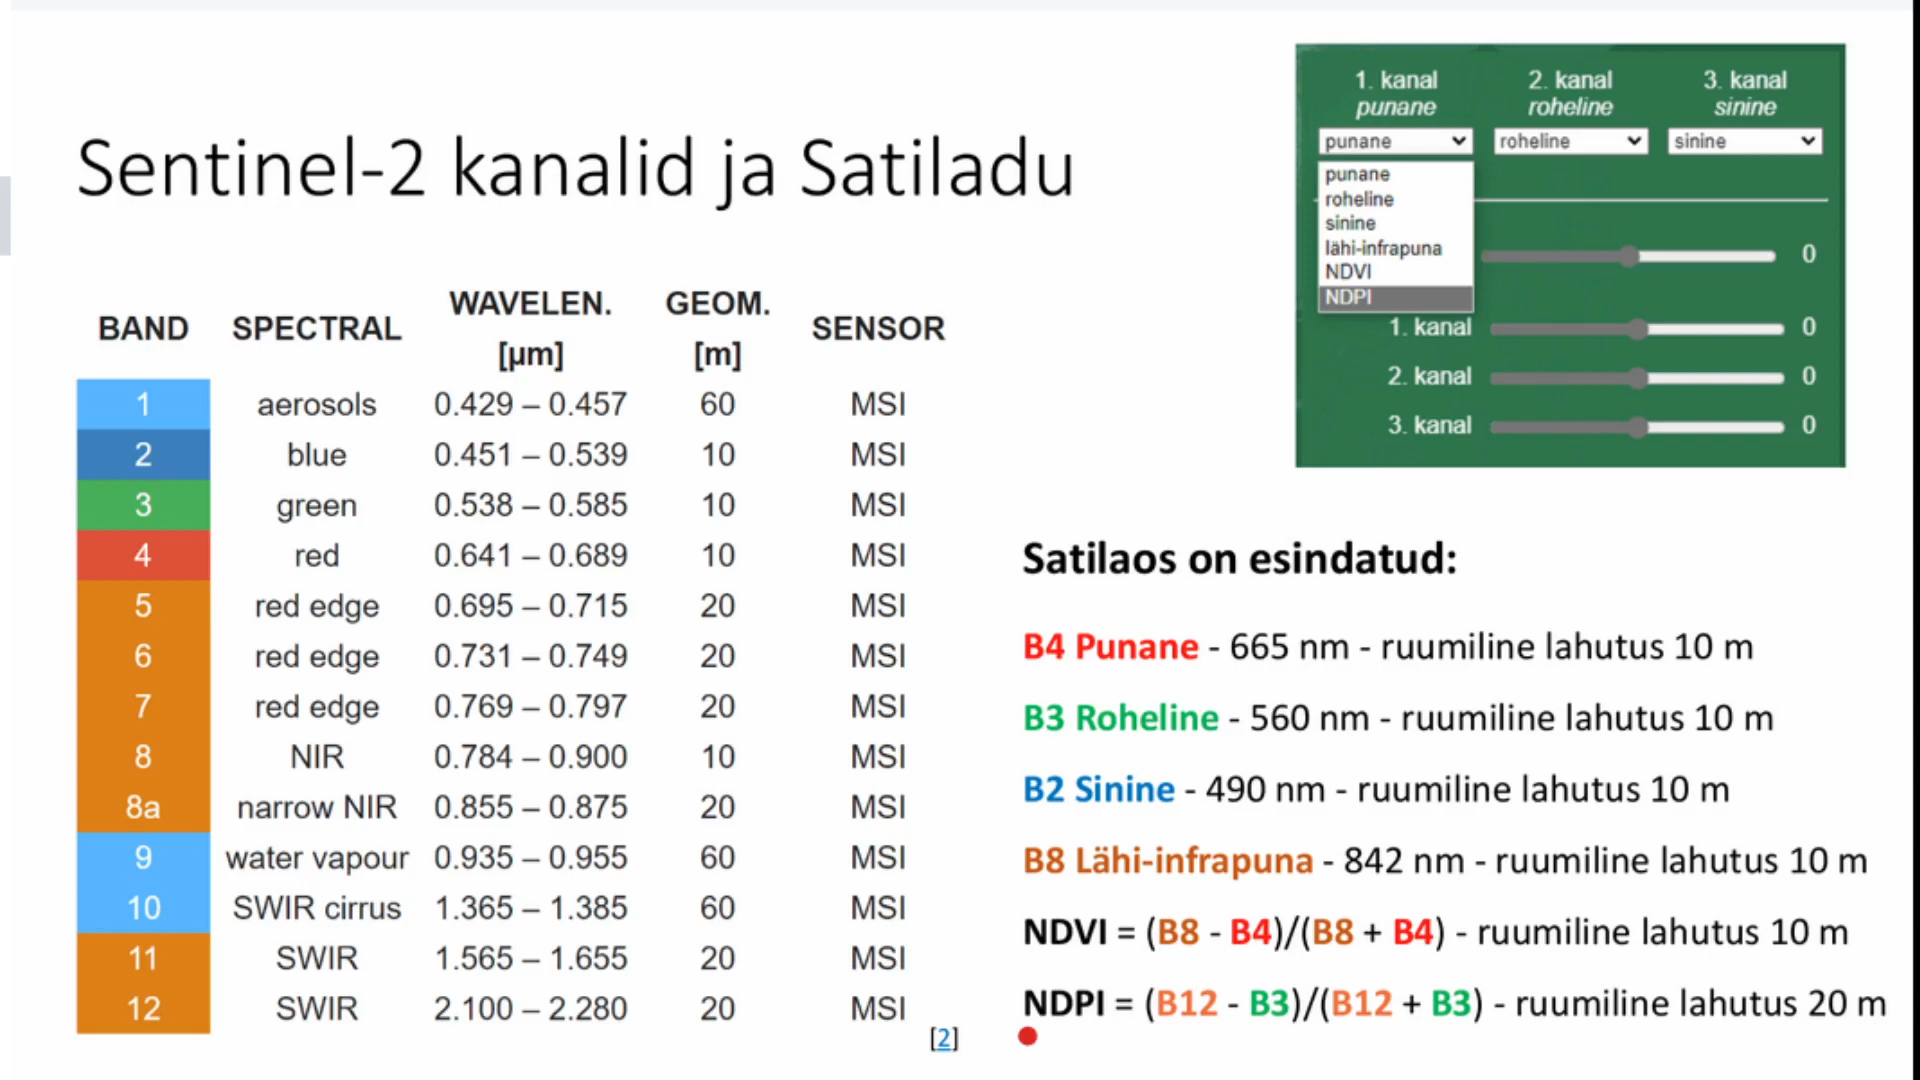 Sentinel-2 kanalid ja Satiladu
BAND SPECTRAL WAVELEN. [µm] GEOM. [m] SENSOR
1 aerosols 0.429 – 0.457 60 MSI
2 blue 0.451 – 0.539 10 MSI
3 green 0.538 – 0.585 10 MSI
4 red 0.641 – 0.689 10 MSI
5 red edge 0.695 – 0.715 20 MSI
6 red edge 0.731 – 0.749 20 MSI
7 red edge 0.769 – 0.797 20 MSI
8 NIR 0.784 – 0.900 10 MSI
8a narrow NIR 0.855 – 0.875 20 MSI
9 water vapour 0.935 – 0.955 60 MSI
10 SWIR cirrus 1.365 – 1.385 60 MSI
11 SWIR 1.565 – 1.655 20 MSI
12 SWIR 2.100 – 2.280 20 MSI
[2]
1. kanal 2. kanal 3. kanal
punane roheline sinine
punane roheline sinine
punane
roheline
sinine
lähi-infrapuna
NDVI
NDPI
0
1. kanal 0
2. kanal 0
3. kanal 0
Satilaos on esindatud:
B4 Punane - 665 nm - ruumiline lahutus 10 m
B3 Roheline - 560 nm - ruumiline lahutus 10 m
B2 Sinine - 490 nm - ruumiline lahutus 10 m
B8 Lähi-infrapuna - 842 nm - ruumiline lahutus 10 m
NDVI = (B8 - B4)/(B8 + B4) - ruumiline lahutus 10 m
NDPI = (B12 - B3)/(B12 + B3) - ruumiline lahutus 20 m